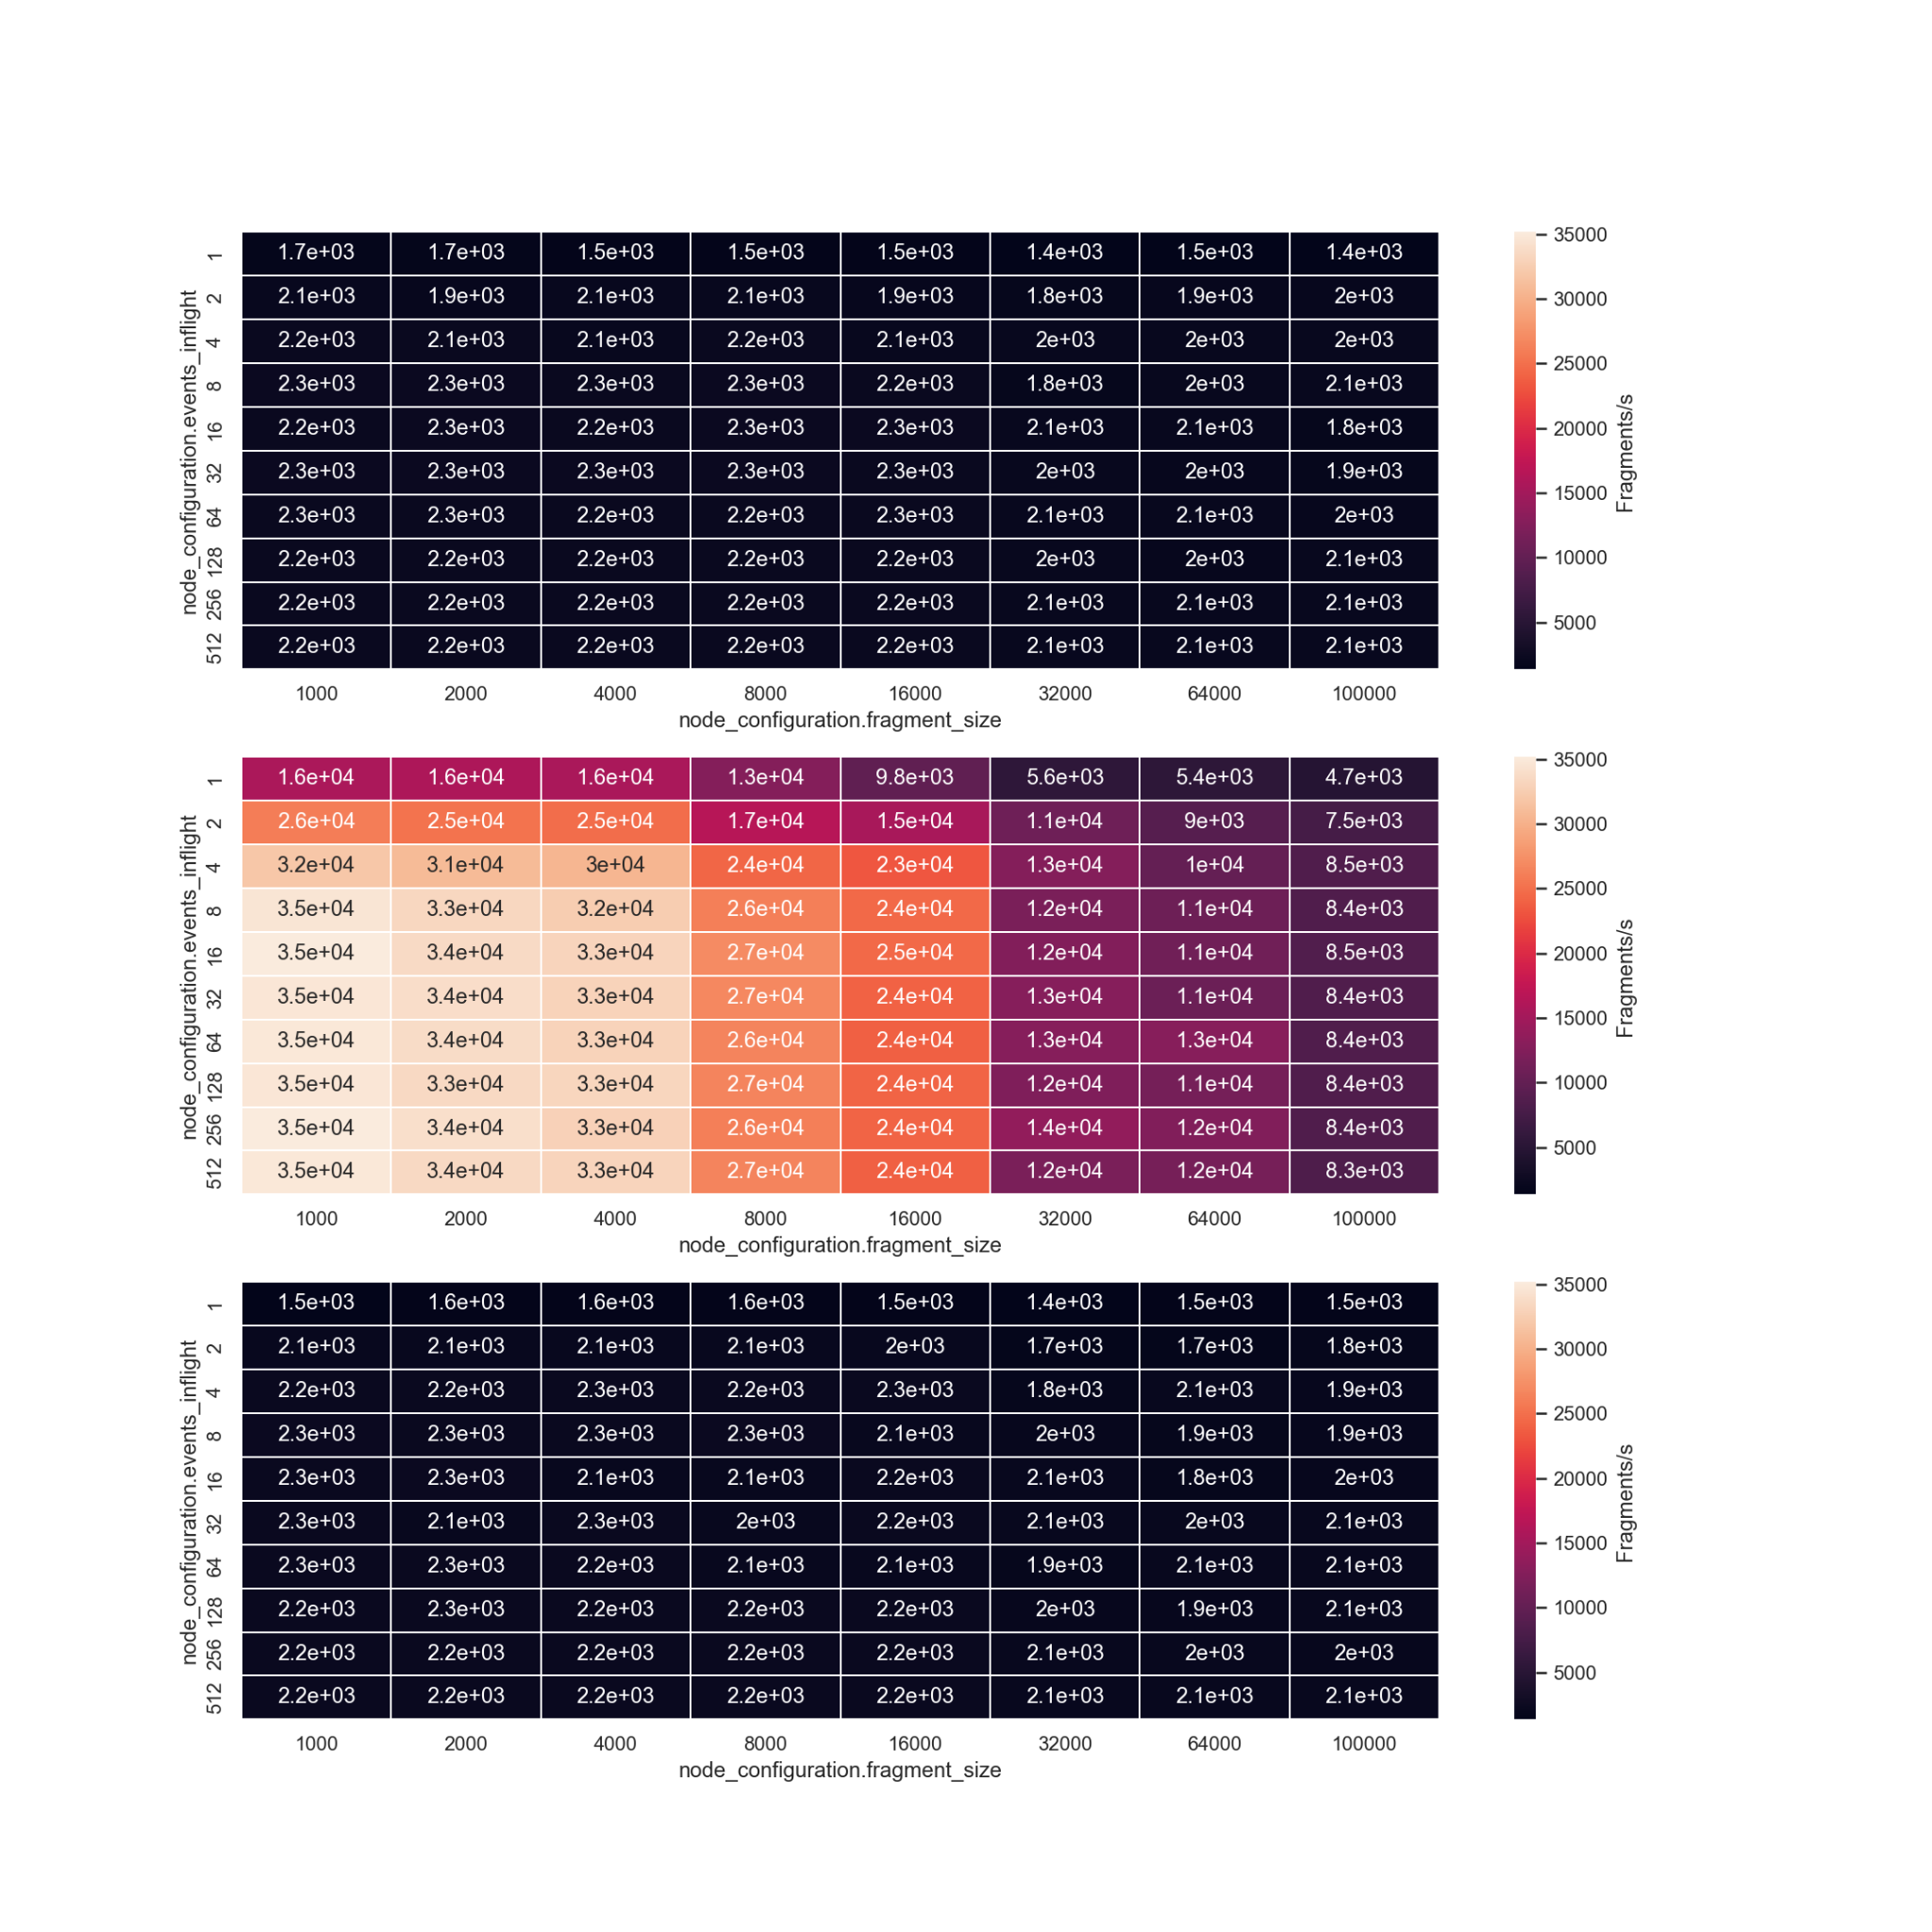 1 1.7e+03 1.7e+03 1.5e+03 1.5e+03 1.5e+03 1.4e+03 1.5e+03 1.4e+03
2 2.1e+03 1.9e+03 2.1e+03 2.1e+03 1.9e+03 1.8e+03 1.9e+03 2e+03
4 2.2e+03 2.1e+03 2.1e+03 2.2e+03 2.1e+03 2e+03 2e+03 2e+03
8 2.3e+03 2.3e+03 2.3e+03 2.3e+03 2.2e+03 1.8e+03 2e+03 2.1e+03
16 2.2e+03 2.3e+03 2.2e+03 2.3e+03 2.3e+03 2.1e+03 2.1e+03 1.8e+03
32 2.3e+03 2.3e+03 2.3e+03 2.3e+03 2.3e+03 2e+03 2e+03 1.9e+03
64 2.3e+03 2.3e+03 2.2e+03 2.2e+03 2.3e+03 2.1e+03 2.1e+03 2e+03
128 2.2e+03 2.2e+03 2.2e+03 2.2e+03 2.2e+03 2e+03 2e+03 2.1e+03
256 2.2e+03 2.2e+03 2.2e+03 2.2e+03 2.2e+03 2.1e+03 2.1e+03 2.1e+03
512 2.2e+03 2.2e+03 2.2e+03 2.2e+03 2.2e+03 2.1e+03 2.1e+03 2.1e+03
node_configuration.events_inflight
1000 2000 4000 8000 16000 32000 64000 100000
node_configuration.fragment_size
35000
30000
25000
20000
15000
10000
5000
Fragments/s
1 1.6e+04 1.6e+04 1.6e+04 1.3e+04 9.8e+03 5.6e+03 5.4e+03 4.7e+03
2 2.6e+04 2.5e+04 2.5e+04 1.7e+04 1.5e+04 1.1e+04 9e+03 7.5e+03
4 3.2e+04 3.1e+04 3e+04 2.4e+04 2.3e+04 1.3e+04 1e+04 8.5e+03
8 3.5e+04 3.3e+04 3.2e+04 2.6e+04 2.4e+04 1.2e+04 1.1e+04 8.4e+03
16 3.5e+04 3.4e+04 3.3e+04 2.7e+04 2.5e+04 1.2e+04 1.1e+04 8.5e+03
32 3.5e+04 3.4e+04 3.3e+04 2.7e+04 2.4e+04 1.3e+04 1.1e+04 8.4e+03
64 3.5e+04 3.4e+04 3.3e+04 2.6e+04 2.4e+04 1.3e+04 1.3e+04 8.4e+03
128 3.5e+04 3.3e+04 3.3e+04 2.7e+04 2.4e+04 1.2e+04 1.1e+04 8.4e+03
256 3.5e+04 3.4e+04 3.3e+04 2.6e+04 2.4e+04 1.4e+04 1.2e+04 8.4e+03
512 3.5e+04 3.4e+04 3.3e+04 2.7e+04 2.4e+04 1.2e+04 1.2e+04 8.3e+03
node_configuration.events_inflight
1000 2000 4000 8000 16000 32000 64000 100000
node_configuration.fragment_size
35000
30000
25000
20000
15000
10000
5000
Fragments/s
1 1.5e+03 1.6e+03 1.6e+03 1.6e+03 1.5e+03 1.4e+03 1.5e+03 1.5e+03
2 2.1e+03 2.1e+03 2.1e+03 2.1e+03 2e+03 1.7e+03 1.7e+03 1.8e+03
4 2.2e+03 2.2e+03 2.3e+03 2.2e+03 2.3e+03 1.8e+03 2.1e+03 1.9e+03
8 2.3e+03 2.3e+03 2.3e+03 2.3e+03 2.1e+03 2e+03 1.9e+03 1.9e+03
16 2.3e+03 2.3e+03 2.1e+03 2.1e+03 2.2e+03 2.1e+03 1.8e+03 2e+03
32 2.3e+03 2.1e+03 2.3e+03 2e+03 2.2e+03 2.1e+03 2e+03 2.1e+03
64 2.3e+03 2.3e+03 2.2e+03 2.1e+03 2.1e+03 1.9e+03 2.1e+03 2.1e+03
128 2.2e+03 2.3e+03 2.2e+03 2.2e+03 2.2e+03 2e+03 1.9e+03 2.1e+03
256 2.2e+03 2.2e+03 2.2e+03 2.2e+03 2.2e+03 2.1e+03 2e+03 2e+03
512 2.2e+03 2.2e+03 2.2e+03 2.2e+03 2.2e+03 2.1e+03 2.1e+03 2.1e+03
node_configuration.events_inflight
1000 2000 4000 8000 16000 32000 64000 100000
node_configuration.fragment_size
35000
30000
25000
20000
15000
10000
5000
Fragments/s